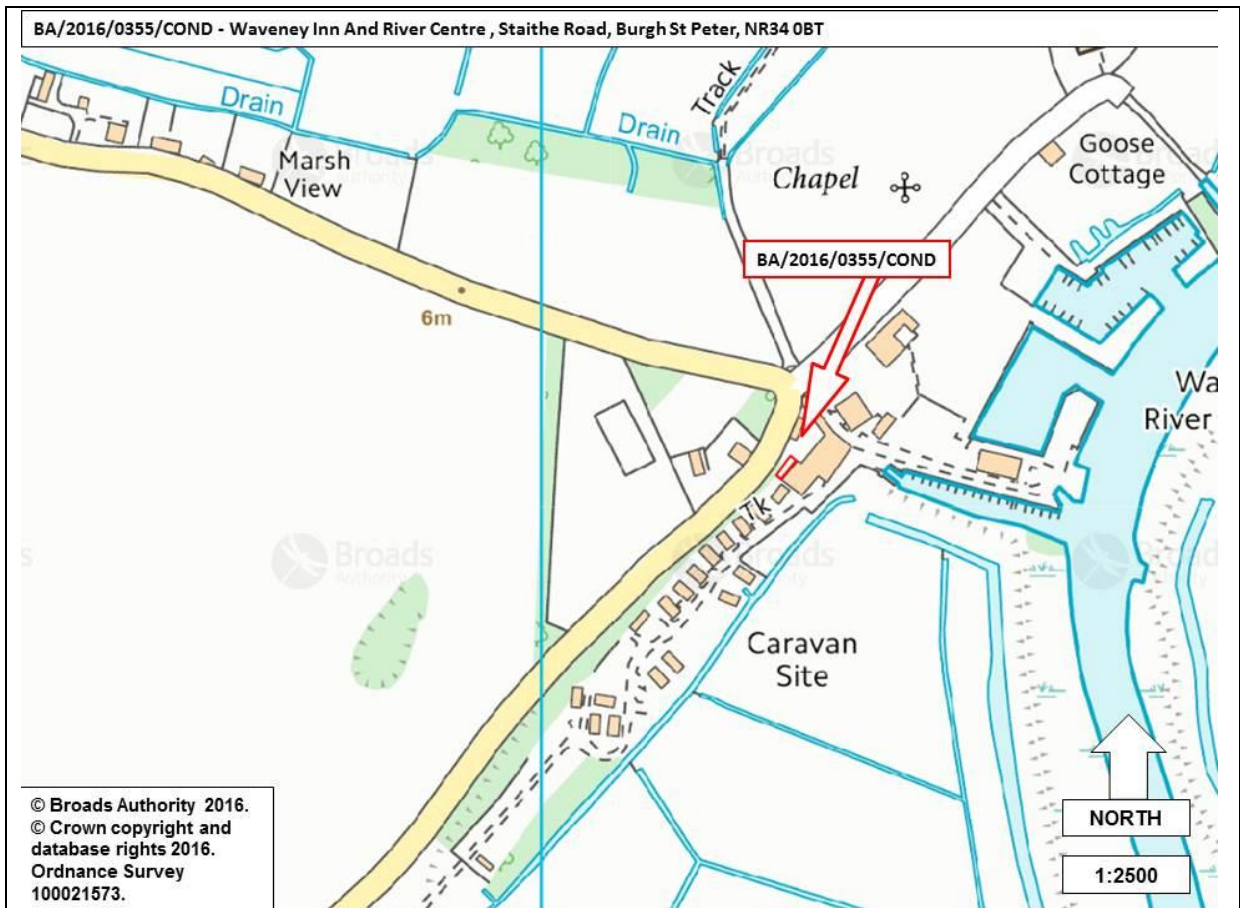 BA/2016/0355/COND - Waveney Inn And River Centre , Staithe Road, Burgh St Peter, NR34 0BT
Drain
Track
Drain
Marsh
View
Chapel
Goose
Cottage
BA/2016/0355/COND
6m
Wa
River
Tk
Broads
Authority
Caravan
Site
© Broads Authority 2016.
© Crown copyright and
database rights 2016.
Ordnance Survey
100021573.
NORTH
1:2500